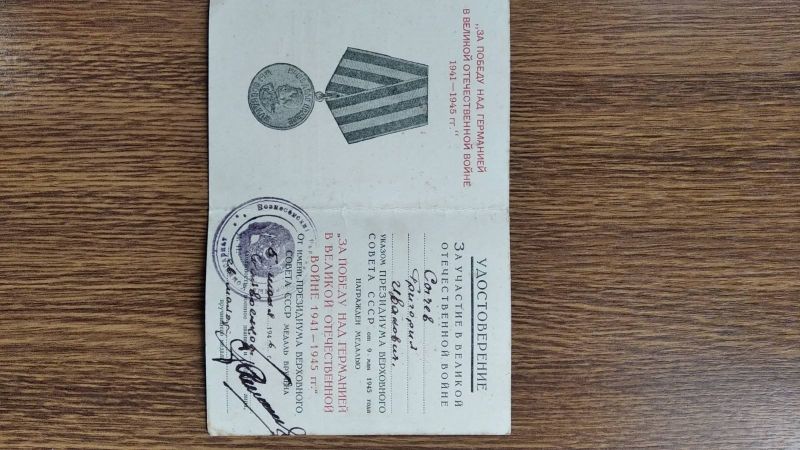 „ЗА ПОБЕДУ НАД ГЕРМАНИЕЙ
В ВЕЛИКОЙ ОТЕЧЕСТВЕННОЙ ВОЙНЕ
1941—1945 гг.“
УДОСТОВЕРЕНИЕ
ЗА УЧАСТИЕ В ВЕЛИКОЙ
ОТЕЧЕСТВЕННОЙ ВОЙНЕ
Сычев
Григорий
Иванович.
УКАЗОМ ПРЕЗИДИУМА ВЕРХОВНОГО
СОВЕТА СССР от 9 мая 1945 года
НАГРАЖДЕН МЕДАЛЬЮ
„ЗА ПОБЕДУ НАД ГЕРМАНИЕЙ
В ВЕЛИКОЙ ОТЕЧЕСТВЕННОЙ
ВОЙНЕ 1941—1945 гг.“
От имени ПРЕЗИДИУМА ВЕРХОВНОГО
СОВЕТА СССР МЕДАЛЬ ВРУЧЕНА
1946 г.